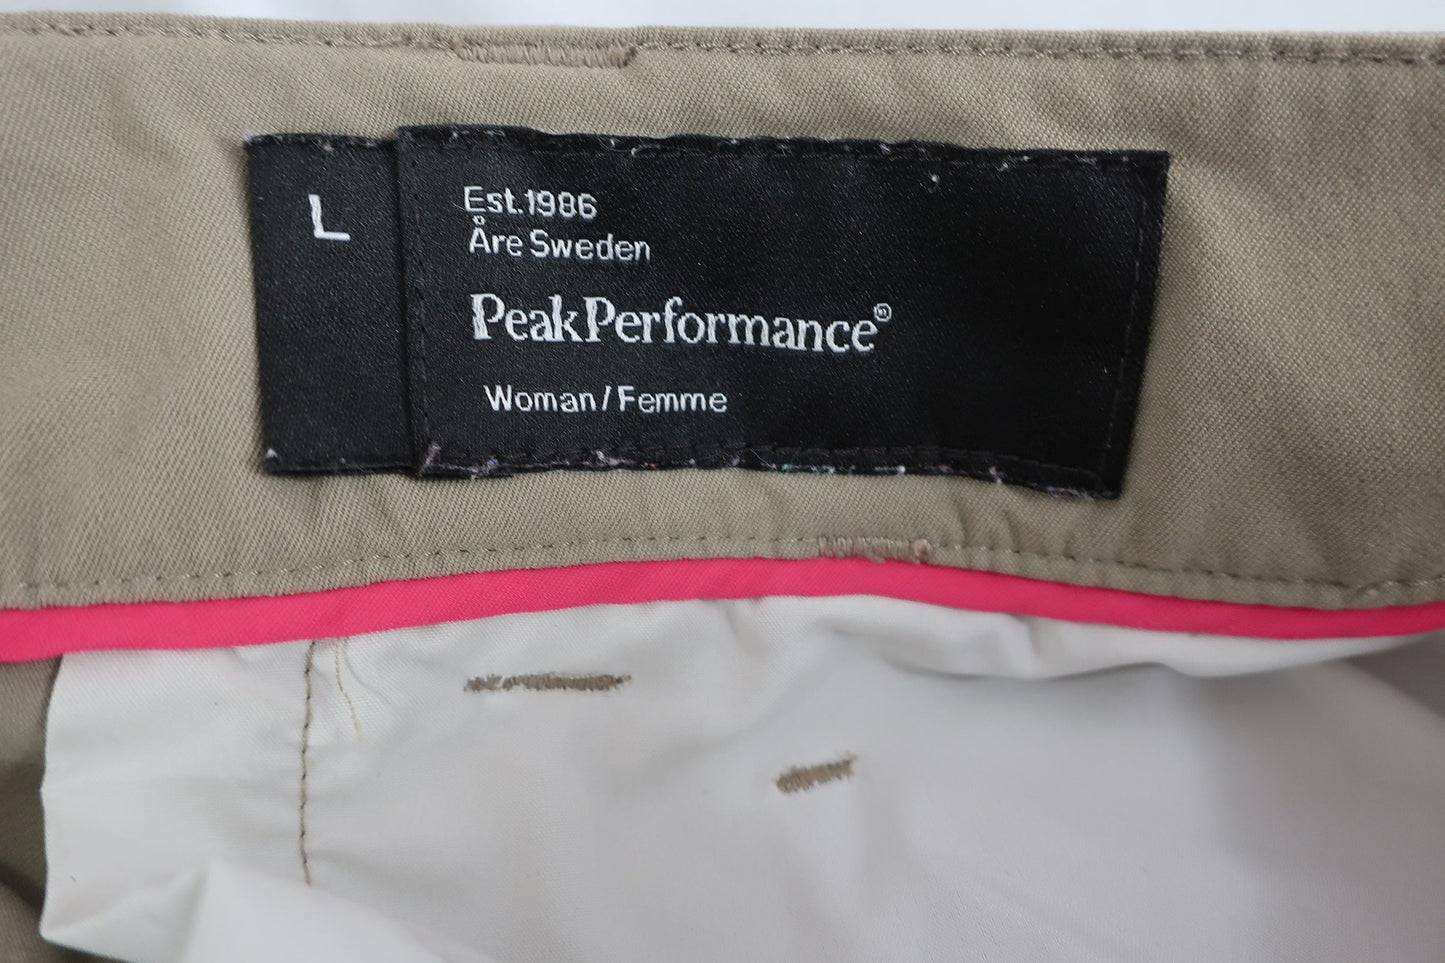 L
Est.1986
Åre Sweden
PeakPerformance®
Woman/Femme